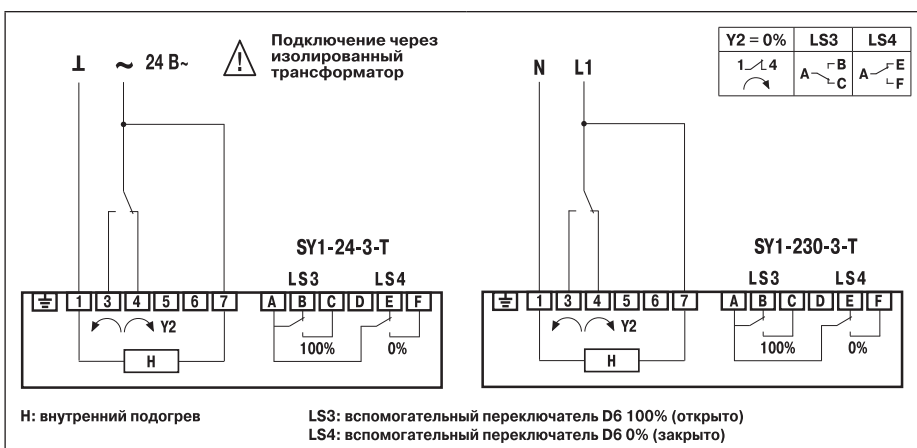 Подключение через
изолированный
трансформатор
⊥ ~ 24 В~
N L1
Y2 = 0% LS3 LS4
1 4 A B C A E F
SY1-24-3-T
LS3 LS4
1 3 4 5 6 7 A B C D E F
Y2
100% 0%
H
SY1-230-3-T
LS3 LS4
1 3 4 5 6 7 A B C D E F
Y2
100% 0%
H
H: внутренний подогрев
LS3: вспомогательный переключатель D6 100% (открыто)
LS4: вспомогательный переключатель D6 0% (закрыто)